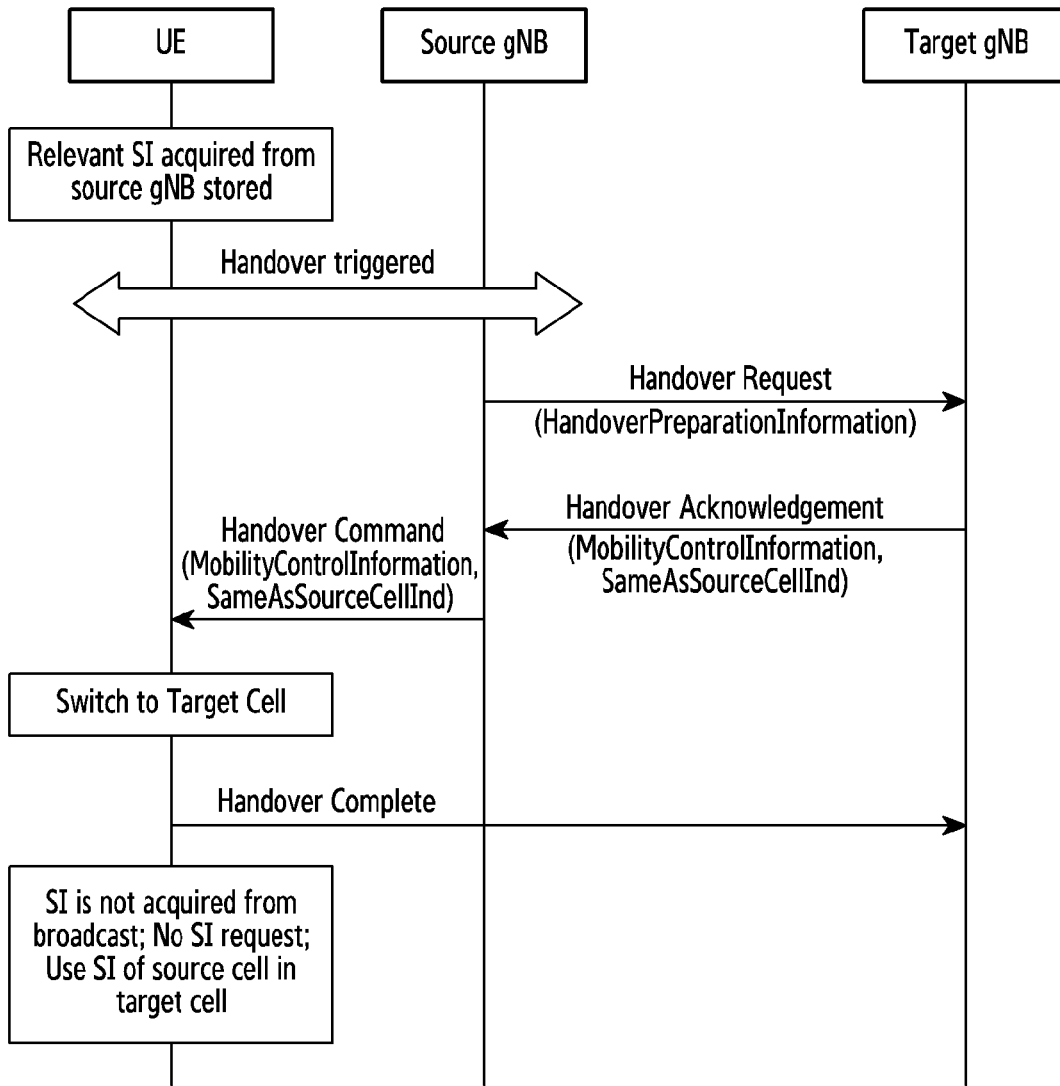 UE
Source gNB
Target gNB
Relevant SI acquired from
source gNB stored
Handover triggered
Handover Request
(HandoverPreparationInformation)
Handover Acknowledgement
(MobilityControlInformation,
SameAsSourceCellInd)
Handover Command
(MobilityControlInformation,
SameAsSourceCellInd)
Switch to Target Cell
Handover Complete
SI is not acquired from
broadcast; No SI request;
Use SI of source cell in
target cell